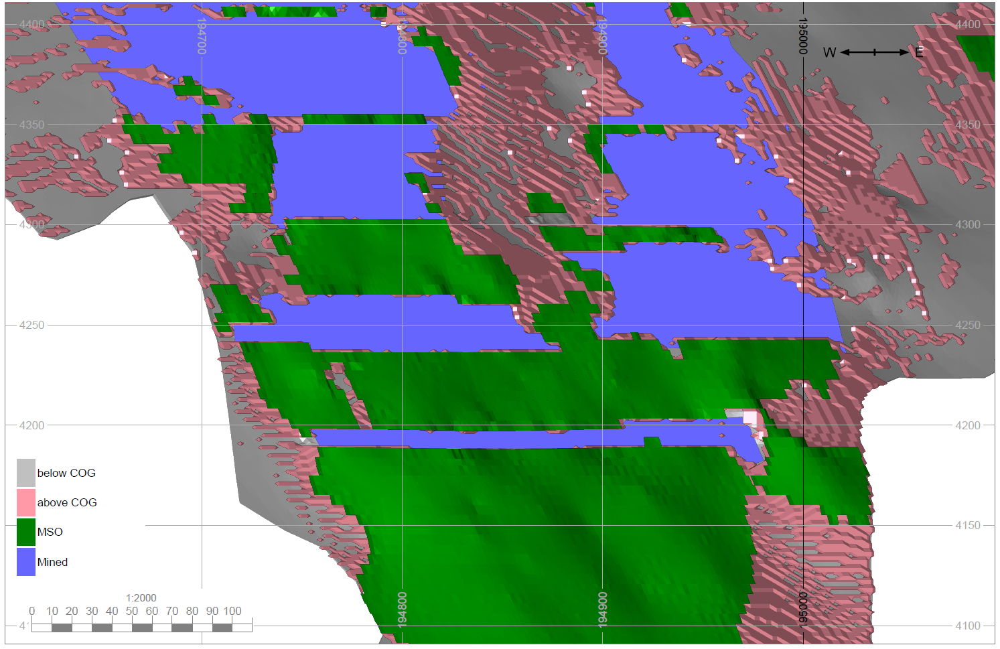 4400 194700 194800 194900 195000 4400
W E
4350 4350
4300 4300
4250 4250
4200 4200
below COG
above COG
MSO
Mined
4150
1:2000
0 10 20 30 40 50 60 70 80 90 100
194800 194900 195000
4100